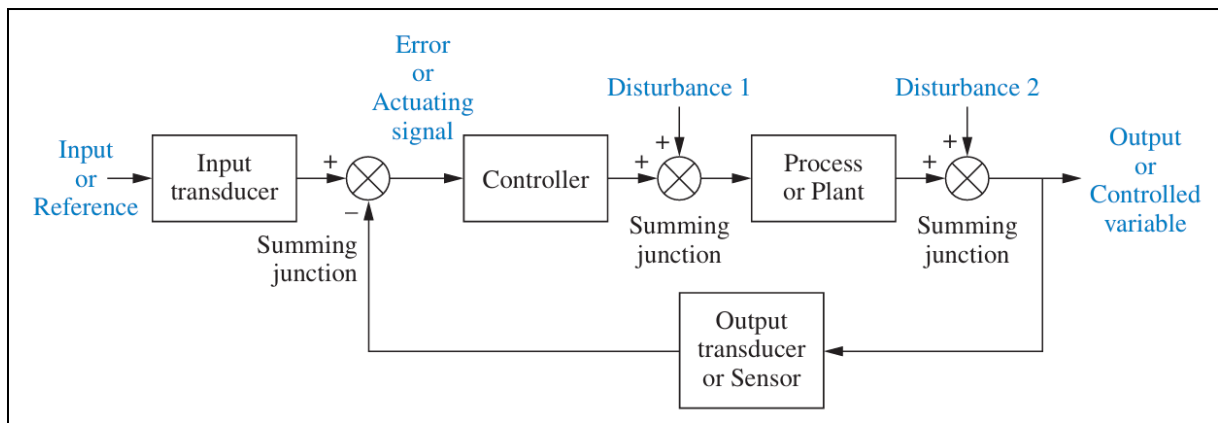 Error
or
Actuating
signal
Disturbance 1
Disturbance 2
Input
or
Reference
Input
transducer
+
−
Summing
junction
Controller
+
+
Summing
junction
Process
or Plant
+
+
Summing
junction
Output
or
Controlled
variable
Output
transducer
or Sensor